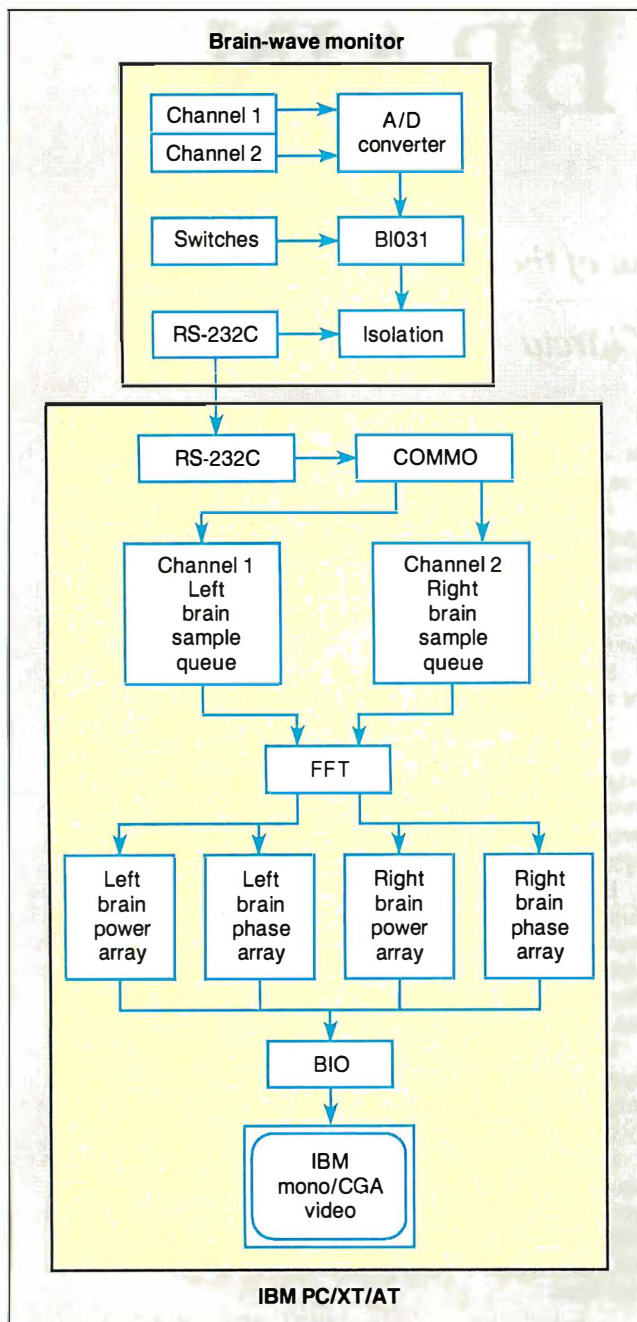 Brain-wave monitor
Channel 1
A/D
converter
Channel 2
Switches
BI031
RS-232C
Isolation
RS-232C
COMMO
Channel 1
Left
brain
sample
queue
Channel 2
Right
brain
sample
queue
FFT
Left
brain
power
array
Left
brain
phase
array
Right
brain
power
array
Right
brain
phase
array
BIO
IBM
mono/CGA
video
IBM PC/XT/AT